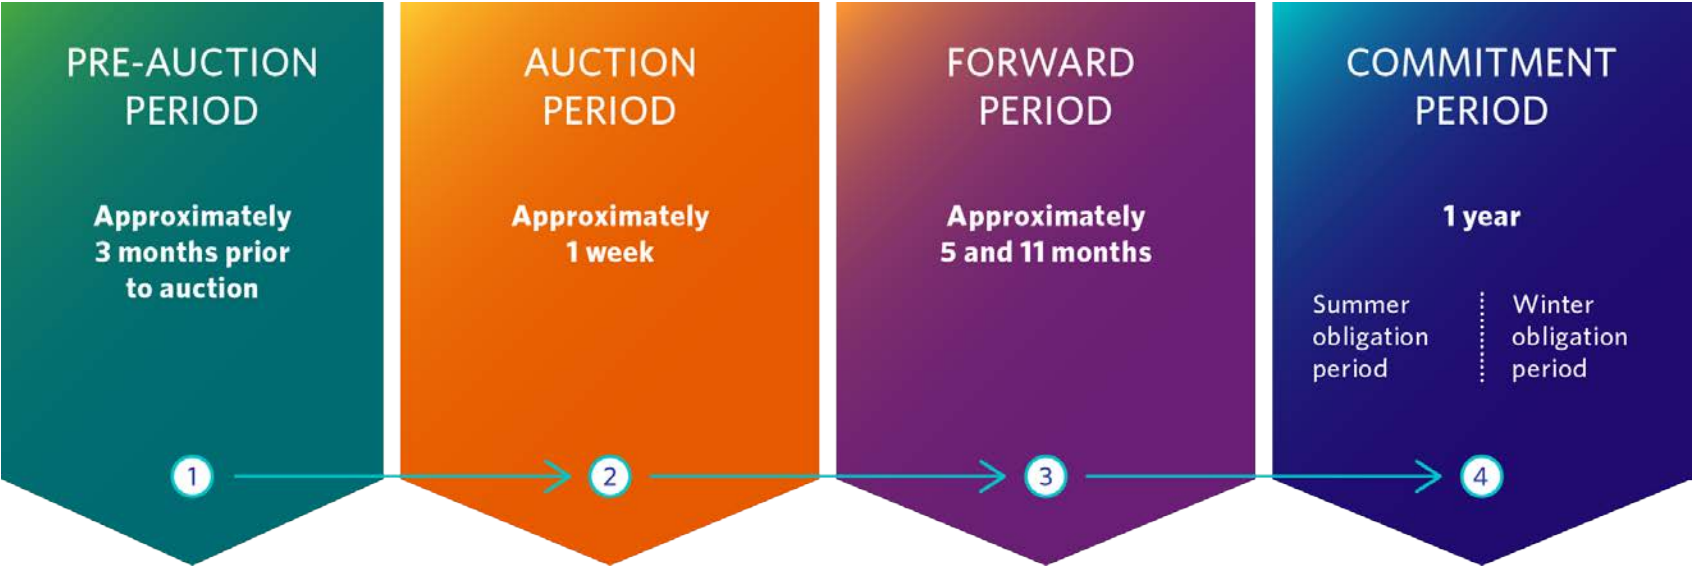 PRE-AUCTION
PERIOD
Approximately
3 months prior
to auction
1
AUCTION
PERIOD
Approximately
1 week
2
FORWARD
PERIOD
Approximately
5 and 11 months
3
COMMITMENT
PERIOD
1 year
Summer
obligation
period
Winter
obligation
period
4